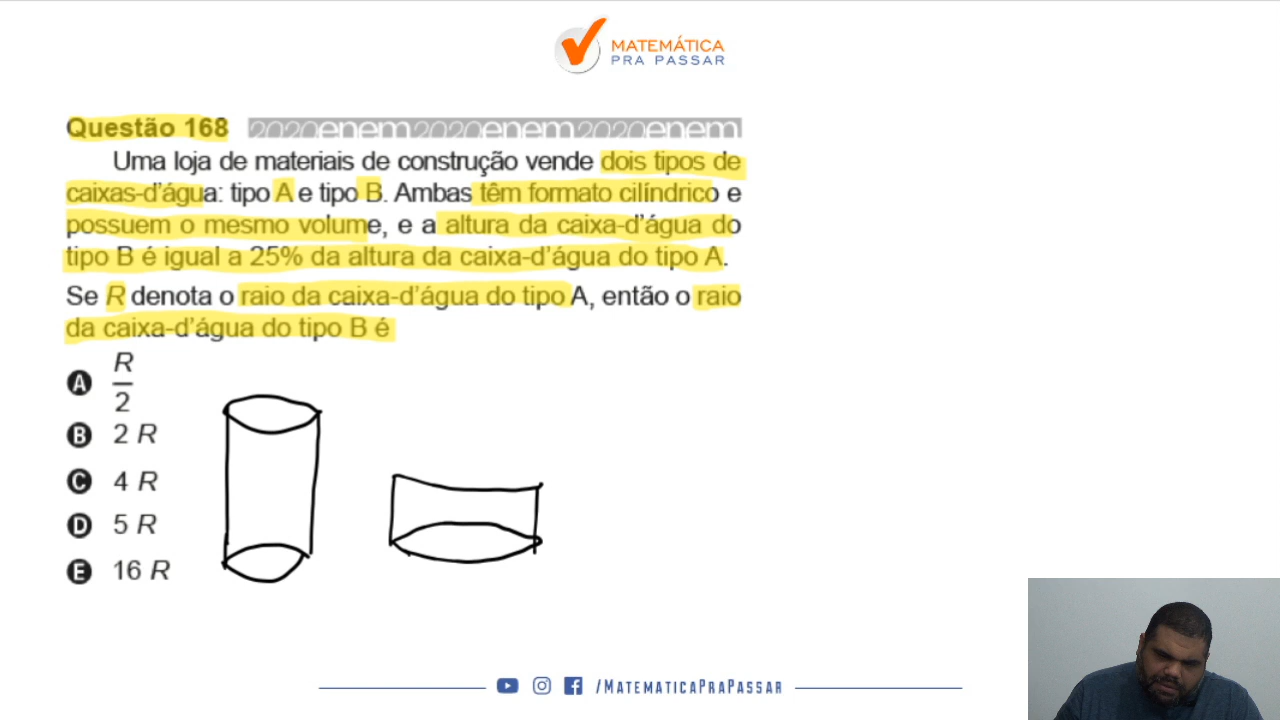 MATEMÁTICA
PRA PASSAR
Questão 168 2020enem2020enem2020enem
Uma loja de materiais de construção vende dois tipos de
caixas-d'água: tipo A e tipo B. Ambas têm formato cilíndrico e
possuem o mesmo volume, e a altura da caixa-d'água do
tipo B é igual a 25% da altura da caixa-d'água do tipo A.
Se R denota o raio da caixa-d'água do tipo A, então o raio
da caixa-d'água do tipo B é
A R/2
B 2 R
C 4 R
D 5 R
E 16 R
/MATEMATICAPRAPASSAR